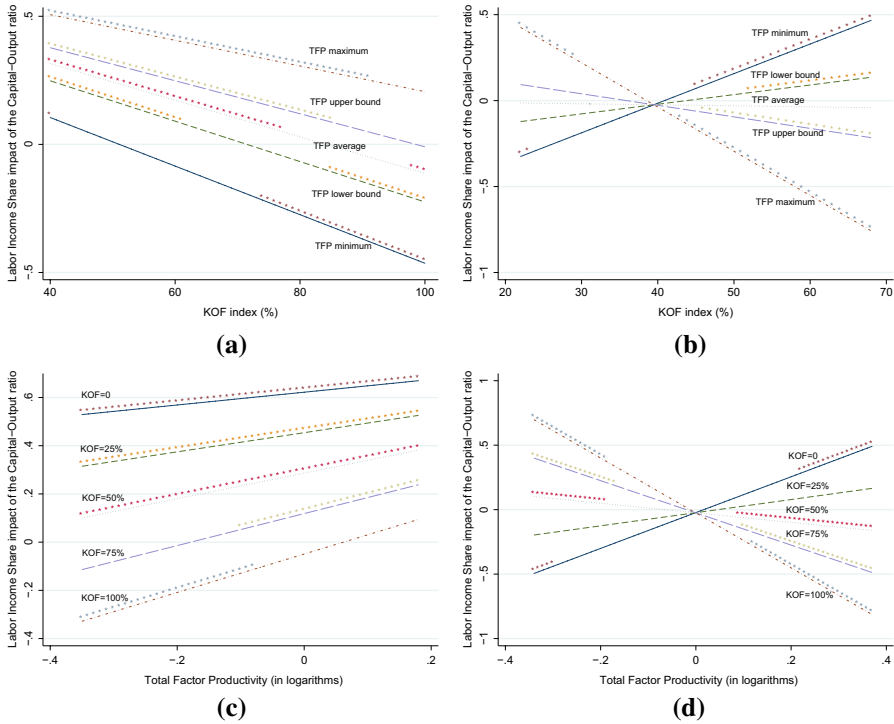 Labor Income Share impact of the Capital−Output ratio
.5
0
−.5
TFP maximum
TFP upper bound
TFP average
TFP lower bound
TFP minimum
40
60
80
100
KOF index (%)
(a)
Labor Income Share impact of the Capital−Output ratio
.5
0
−.5
−1
TFP minimum
TFP lower bound
TFP average
TFP upper bound
TFP maximum
20
30
40
50
60
70
KOF index (%)
(b)
Labor Income Share impact of the Capital−Output ratio
.6
.4
.2
0
−.2
−.4
KOF=0
KOF=25%
KOF=50%
KOF=75%
KOF=100%
−.4
−.2
0
.2
Total Factor Productivity (in logarithms)
(c)
Labor Income Share impact of the Capital−Output ratio
1
.5
0
−.5
−1
KOF=0
KOF=25%
KOF=50%
KOF=75%
KOF=100%
−.4
−.2
0
.2
.4
Total Factor Productivity (in logarithms)
(d)